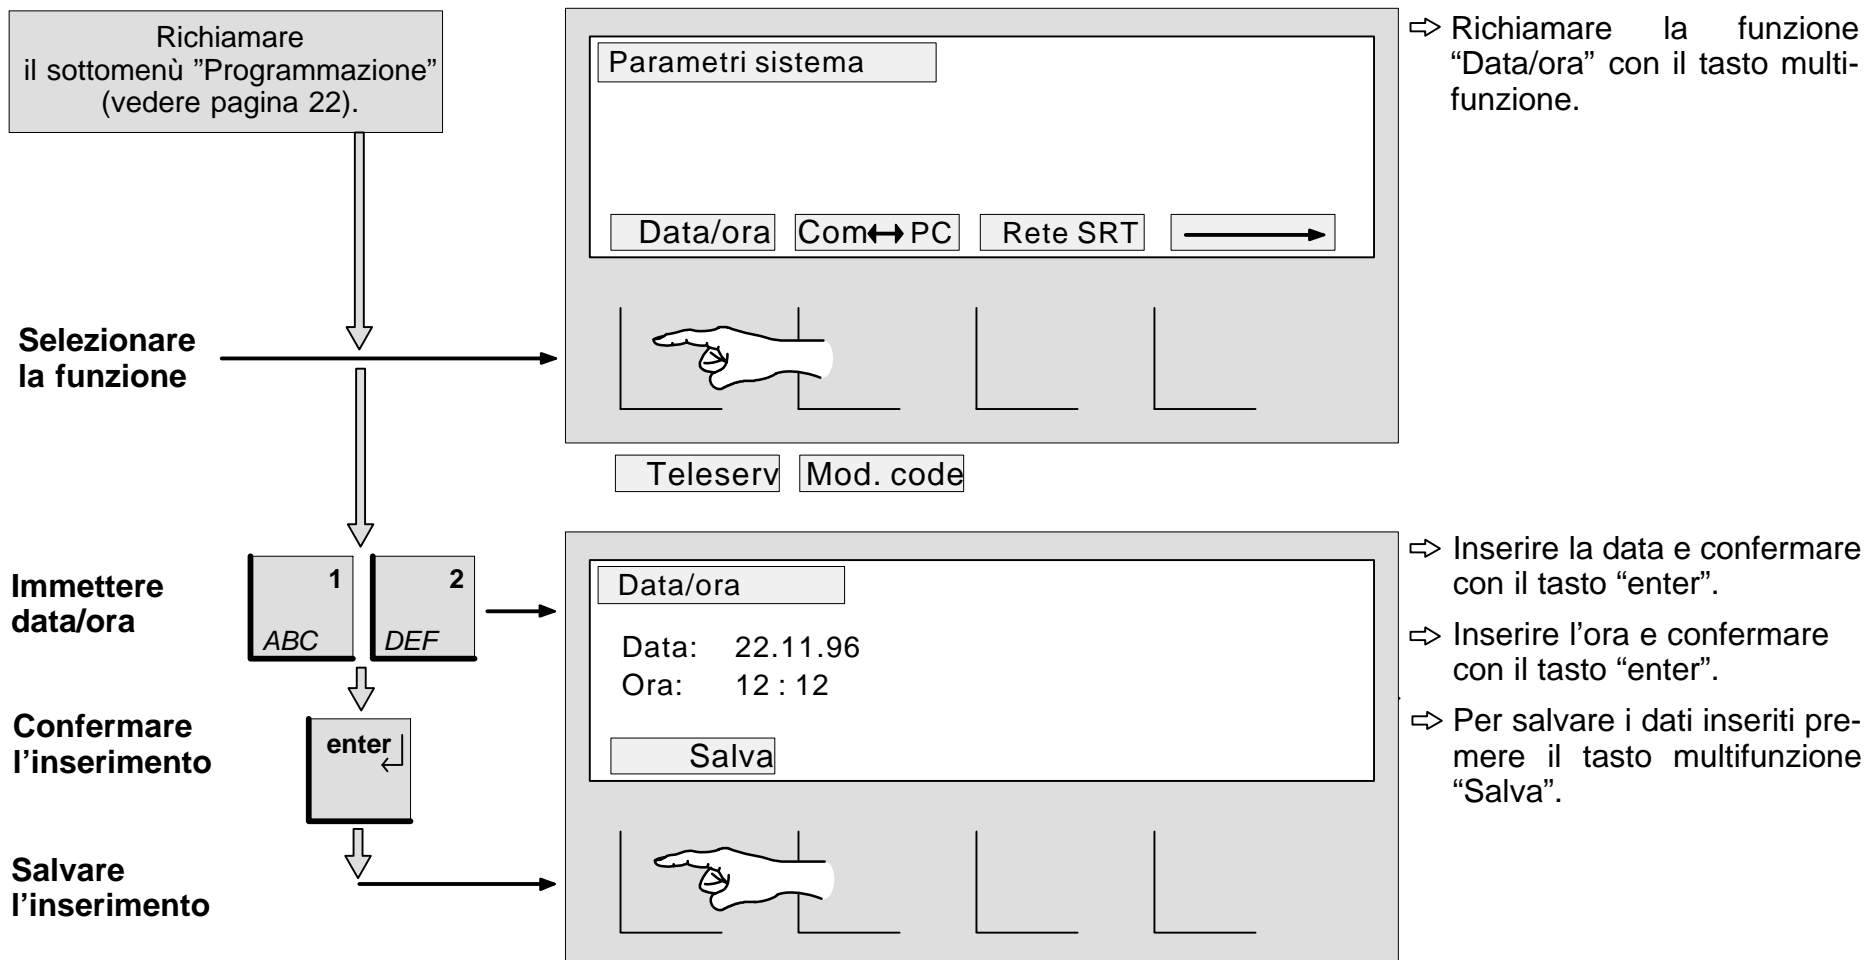 Richiamare
il sottomenù ”Programmazione”
(vedere pagina 22).
Parametri sistema
Data/ora Com PC Rete SRT
⇨ Richiamare la funzione
“Data/ora” con il tasto multi-
funzione.
Selezionare
la funzione
Teleserv Mod. code
Immettere
data/ora
1
ABC
2
DEF
Data/ora
Data: 22.11.96
Ora: 12 : 12
Salva
⇨ Inserire la data e confermare
con il tasto “enter”.
⇨ Inserire l’ora e confermare
con il tasto “enter”.
⇨ Per salvare i dati inseriti pre-
mere il tasto multifunzione
“Salva”.
Confermare
l’inserimento
enter
Salvare
l’inserimento